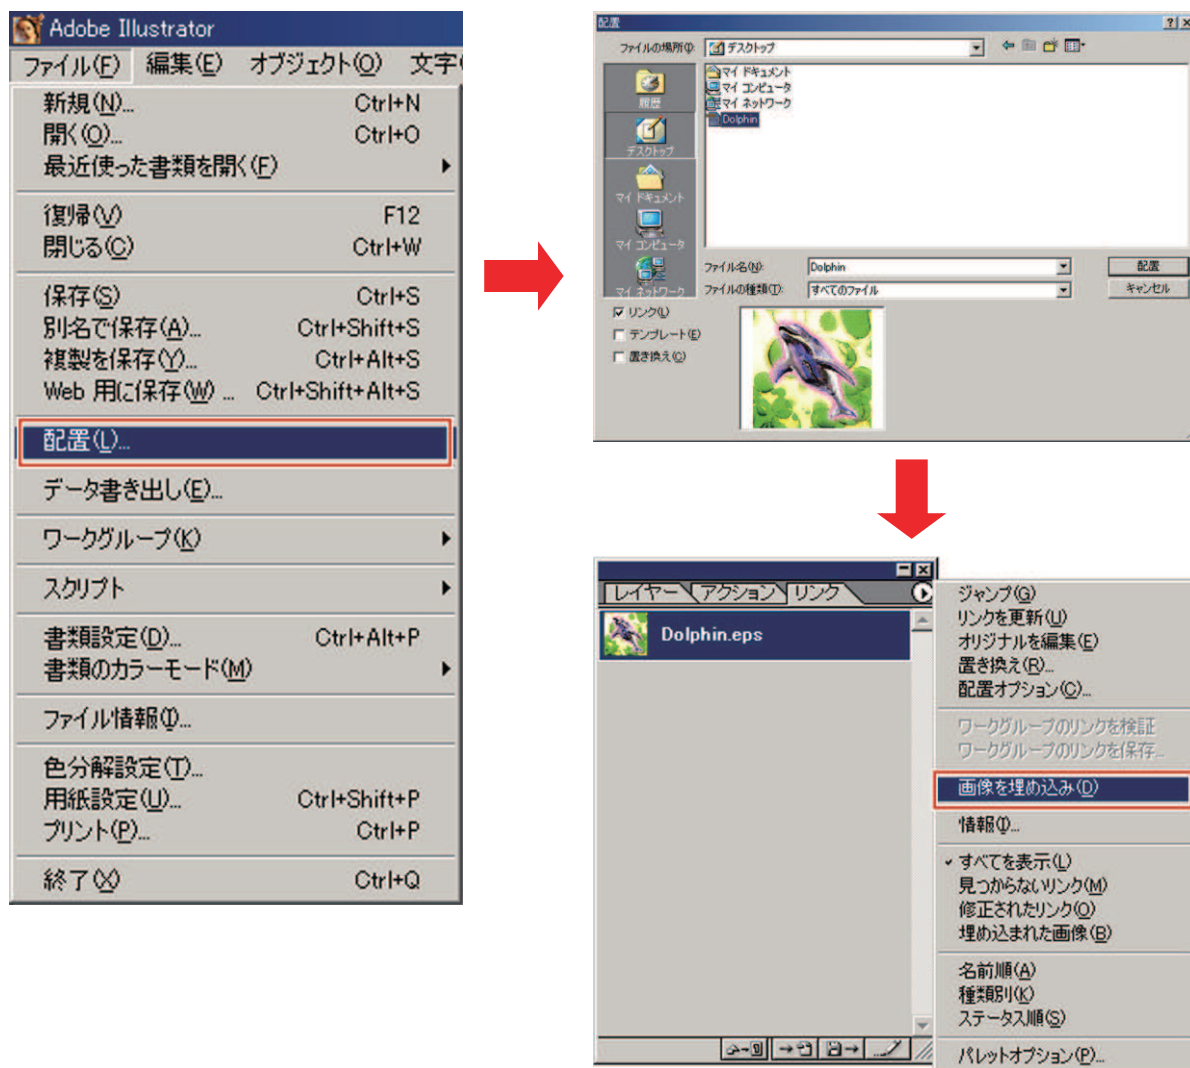 Adobe Illustrator
ファイル(F) 編集(E) オブジェクト(O) 文字(
新規(N)... Ctrl+N
開く(O)... Ctrl+O
最近使った書類を開く(F)
復帰(V) F12
閉じる(C) Ctrl+W
保存(S) Ctrl+S
別名で保存(A)... Ctrl+Shift+S
複製を保存(Y)... Ctrl+Alt+S
Web 用に保存(W) ... Ctrl+Shift+Alt+S
配置(L)...
データ書き出し(E)...
ワークグループ(K)
スクリプト
書類設定(D)... Ctrl+Alt+P
書類のカラーモード(M)
ファイル情報(I)...
色分解設定(T)...
用紙設定(U)... Ctrl+Shift+P
プリント(P)... Ctrl+P
終了(X) Ctrl+Q
配置
ファイルの場所(I): デスクトップ
履歴
デスクトップ
マイ ドキュメント
マイ コンピュータ
マイ ネットワーク
マイ ドキュメント
マイ コンピュータ
マイ ネットワーク
Dolphin
ファイル名(N): Dolphin 配置
ファイルの種類(T): すべてのファイル キャンセル
リンク(L)
テンプレート(E)
置き換え(C)
レイヤー アクション リンク
Dolphin.eps
ジャンプ(G)
リンクを更新(U)
オリジナルを編集(E)
置き換え(R)...
配置オプション(C)...
ワークグループのリンクを検証
ワークグループのリンクを保存...
画像を埋め込み(D)
情報(I)...
すべてを表示(L)
見つからないリンク(M)
修正されたリンク(O)
埋め込まれた画像(B)
名前順(A)
種類別(K)
ステータス順(S)
パレットオプション(P)...